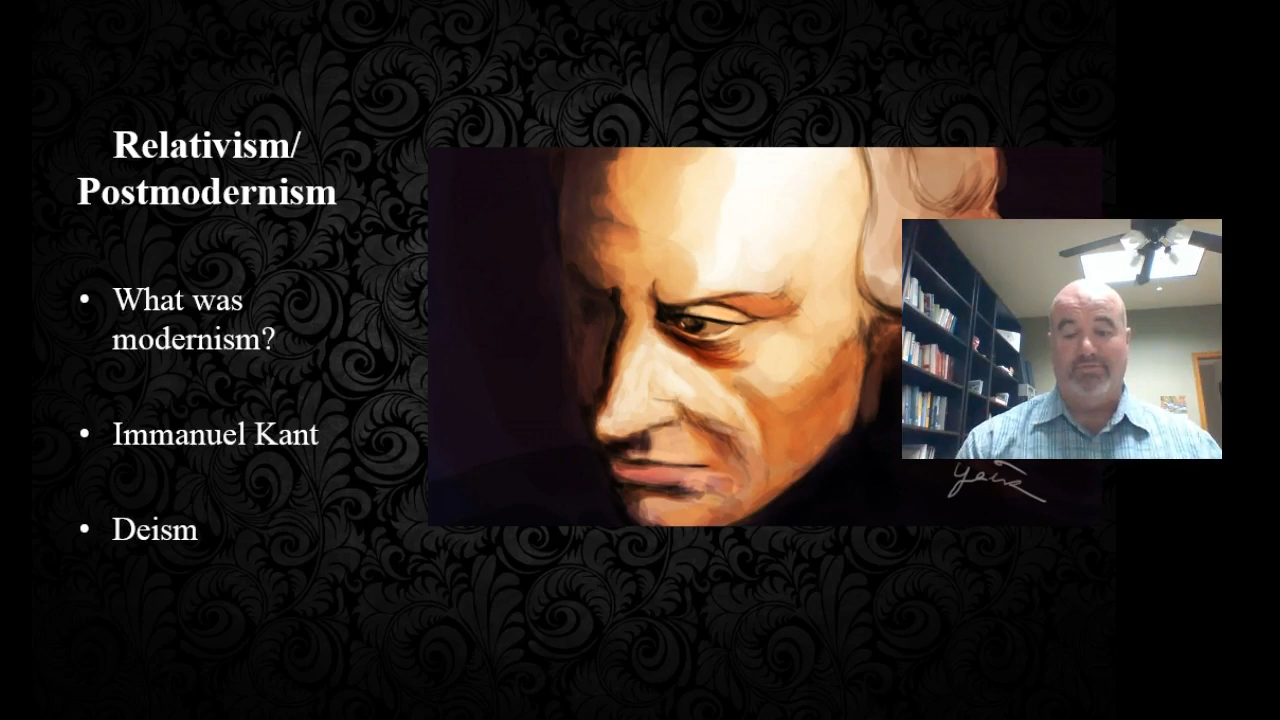 Relativism/
Postmodernism
• What was
modernism?
• Immanuel Kant
• Deism